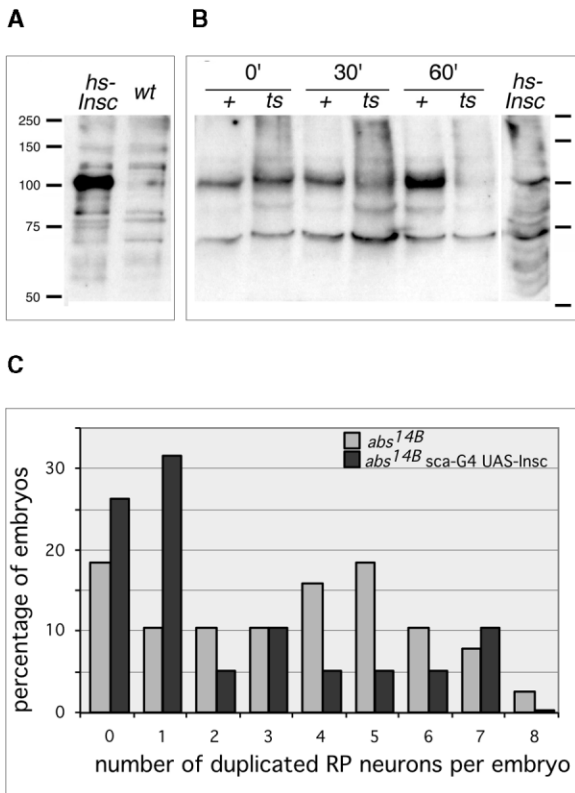 A
B
hs-
Insc
wt
250
150
100
75
50
0'
30'
60'
+
ts
+
ts
+
ts
hs-
Insc
C
abs14B
abs14B sca-G4 UAS-Insc
percentage of embryos
30
20
10
0
0 1 2 3 4 5 6 7 8
number of duplicated RP neurons per embryo